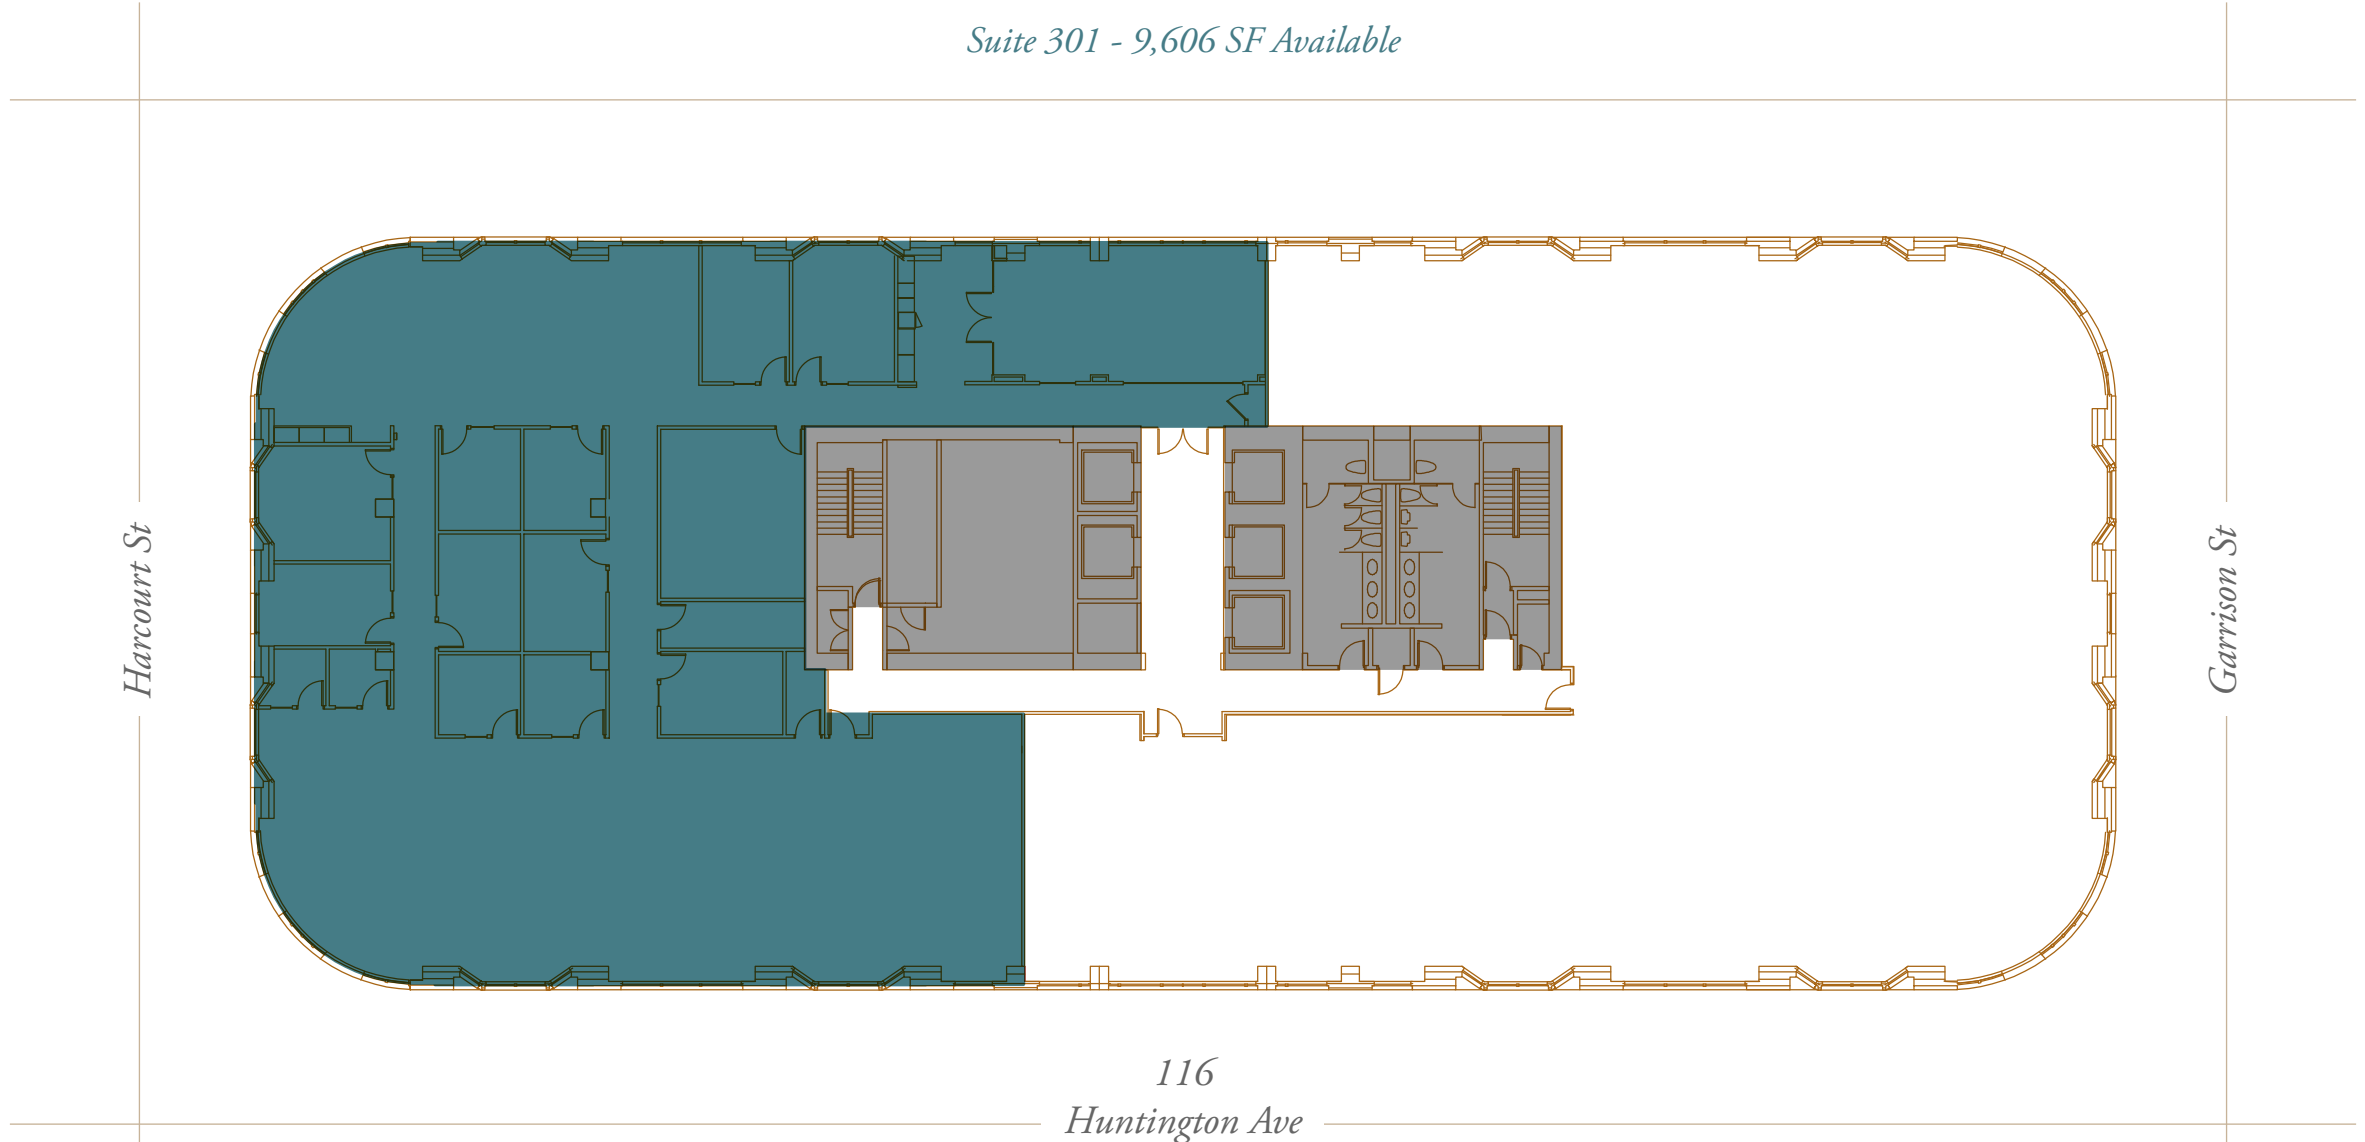 Suite 301 - 9,606 SF Available
Harcourt St
Garrison St
116
Huntington Ave